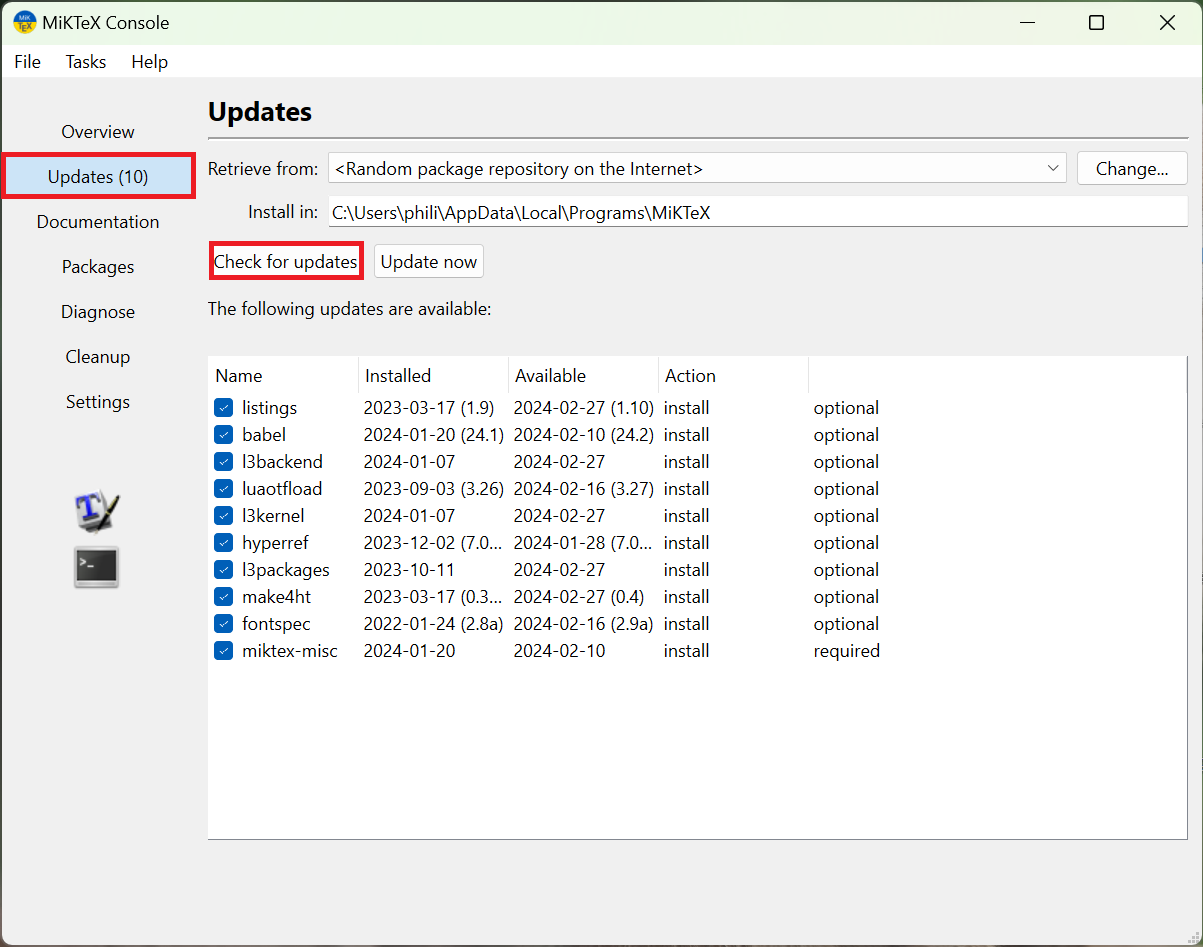 MiKTeX Console
File Tasks Help
Overview
Updates (10)
Documentation
Packages
Diagnose
Cleanup
Settings
Updates
Retrieve from: <Random package repository on the Internet> Change...
Install in: C:\Users\phili\AppData\Local\Programs\MiKTeX
Check for updates Update now
The following updates are available:
Name Installed Available Action
listings 2023-03-17 (1.9) 2024-02-27 (1.10) install optional
babel 2024-01-20 (24.1) 2024-02-10 (24.2) install optional
l3backend 2024-01-07 2024-02-27 install optional
luaotfload 2023-09-03 (3.26) 2024-02-16 (3.27) install optional
l3kernel 2024-01-07 2024-02-27 install optional
hyperref 2023-12-02 (7.0... 2024-01-28 (7.0... install optional
l3packages 2023-10-11 2024-02-27 install optional
make4ht 2023-03-17 (0.3... 2024-02-27 (0.4) install optional
fontspec 2022-01-24 (2.8a) 2024-02-16 (2.9a) install optional
miktex-misc 2024-01-20 2024-02-10 install required